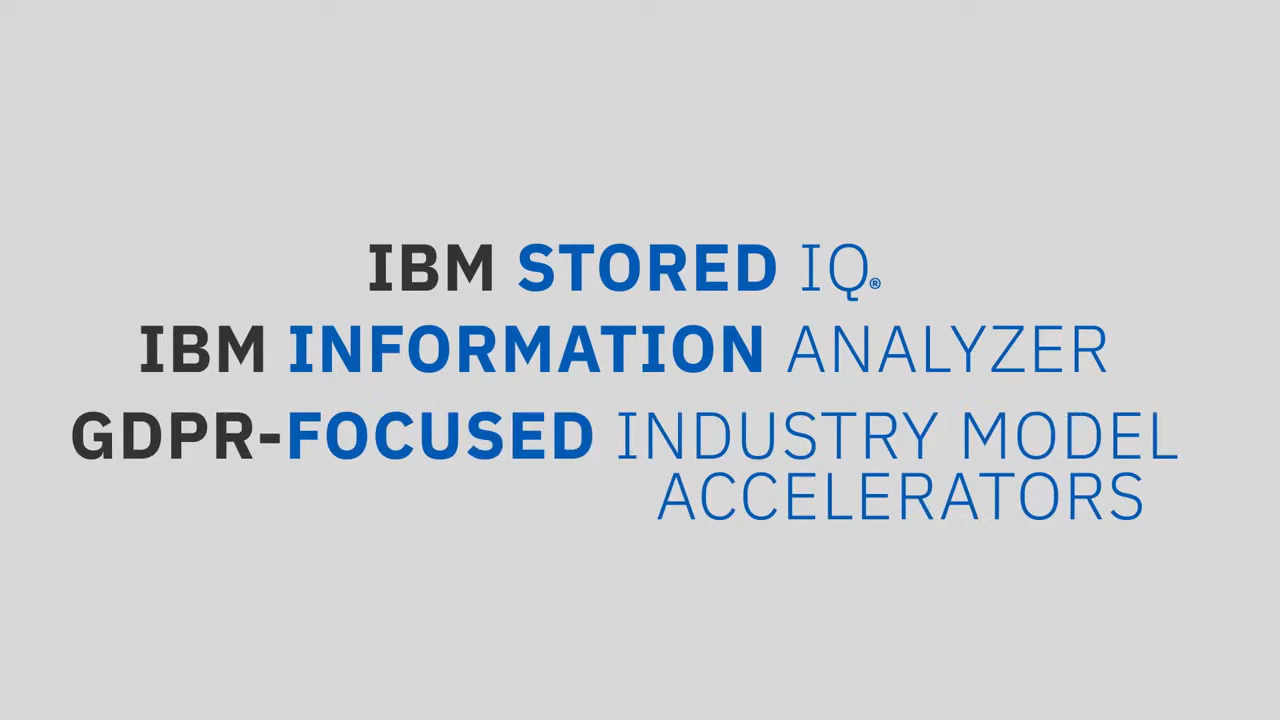 IBM STORED IQ®
IBM INFORMATION ANALYZER
GDPR-FOCUSED INDUSTRY MODEL
ACCELERATORS